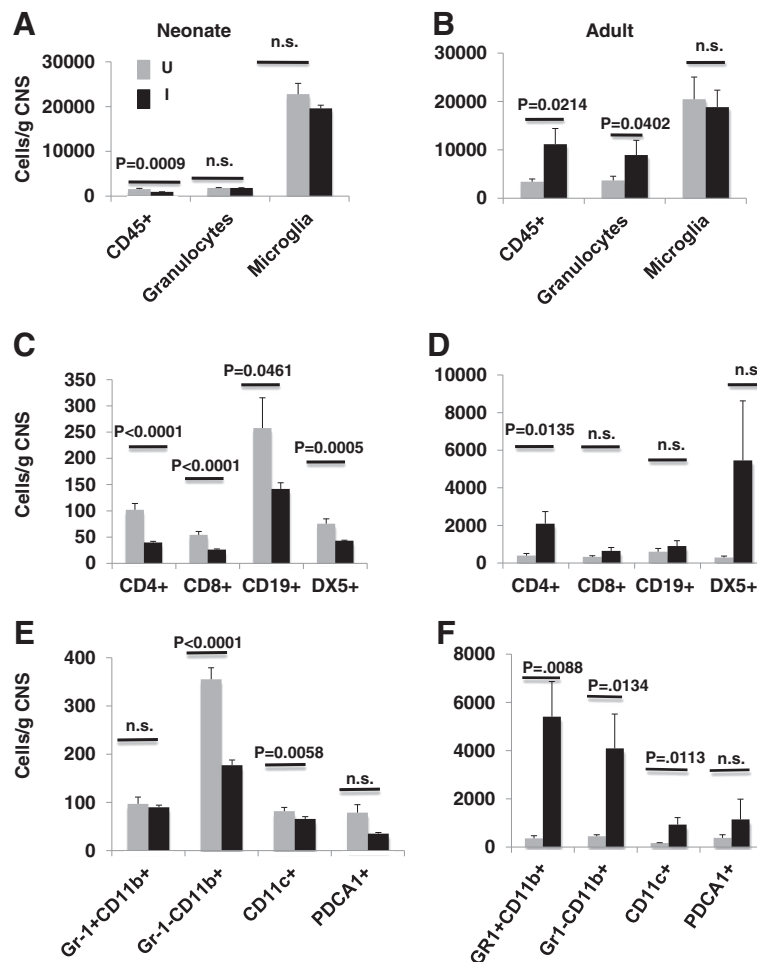 A Neonate
n.s.
30000
U
I
20000
10000
0
Cells/g CNS
P=0.0009
n.s.
CD45+
Granulocytes
Microglia
B Adult
n.s.
30000
20000
10000
0
P=0.0214
P=0.0402
CD45+
Granulocytes
Microglia
C
P=0.0461
350
300
250
200
150
100
50
0
Cells/g CNS
P<0.0001
P<0.0001
P=0.0005
CD4+ CD8+ CD19+ DX5+
D
n.s
10000
8000
6000
4000
2000
0
P=0.0135
n.s.
n.s.
CD4+ CD8+ CD19+ DX5+
E
P<0.0001
400
300
200
100
0
Cells/g CNS
n.s.
P=0.0058
n.s.
Gr-1+CD11b+
Gr-1-CD11b+
CD11c+
PDCA1+
F
8000
6000
4000
2000
0
P=.0088
P=.0134
P=.0113
n.s.
GR1+CD11b+
Gr1-CD11b+
CD11c+
PDCA1+